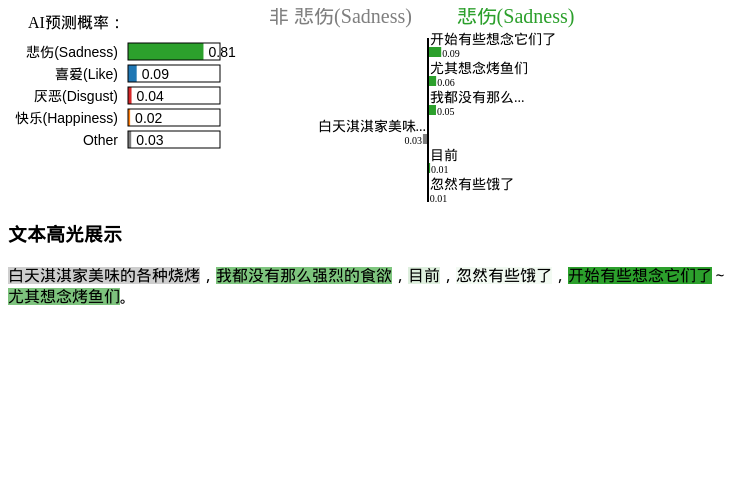 AI预测概率：
悲伤(Sadness) 0.81
喜爱(Like) 0.09
厌恶(Disgust) 0.04
快乐(Happiness) 0.02
Other 0.03
非 悲伤(Sadness) 悲伤(Sadness)
开始有些想念它们了
0.09
尤其想念烤鱼们
0.06
我都没有那么...
0.05
白天淇淇家美味...
0.03
目前
0.01
忽然有些饿了
0.01
文本高光展示
白天淇淇家美味的各种烧烤，我都没有那么强烈的食欲，目前，忽然有些饿了，开始有些想念它们了～
尤其想念烤鱼们。